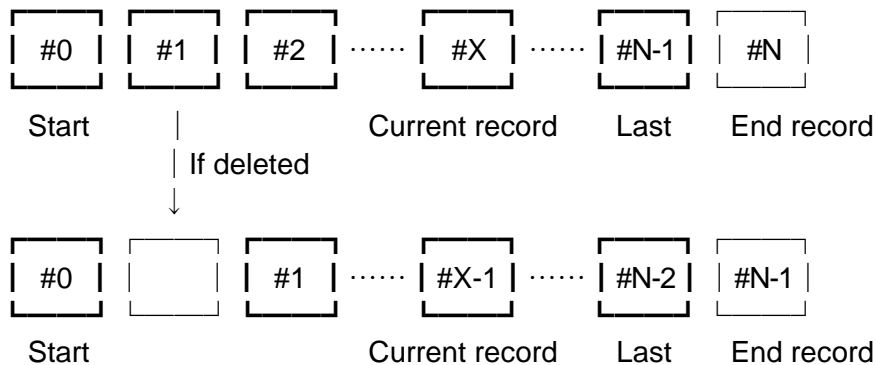 #0 #1 #2 ······ #X ······ #N-1 #N
Start Current record Last End record
If deleted
#0 #1 ······ #X-1 ······ #N-2 #N-1
Start Current record Last End record